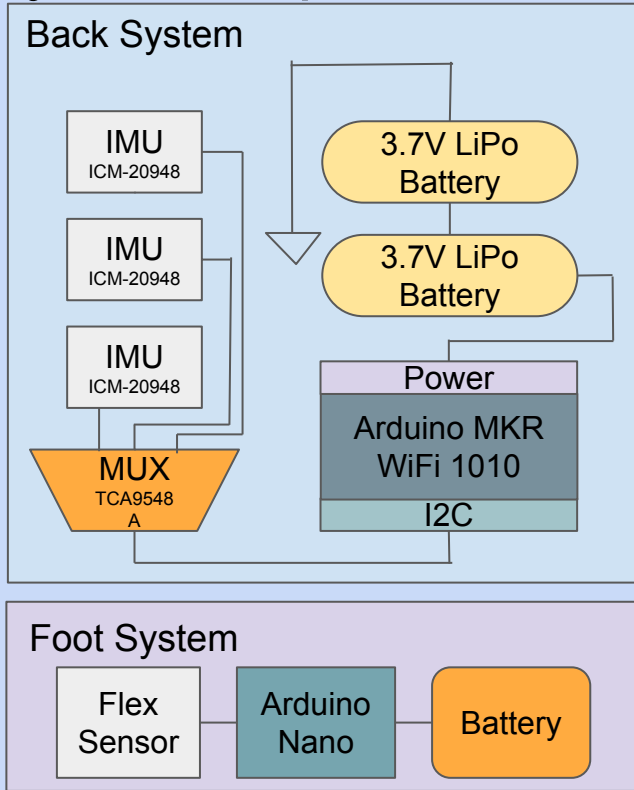 Back System
IMU
ICM-20948
IMU
ICM-20948
IMU
ICM-20948
MUX
TCA9548
A
3.7V LiPo
Battery
3.7V LiPo
Battery
Power
Arduino MKR
WiFi 1010
I2C
Foot System
Flex
Sensor
Arduino
Nano
Battery